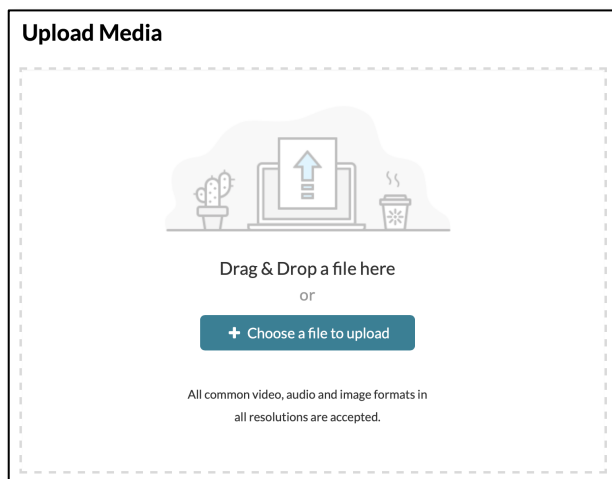 Upload Media
Drag & Drop a file here
or
+ Choose a file to upload
All common video, audio and image formats in
all resolutions are accepted.